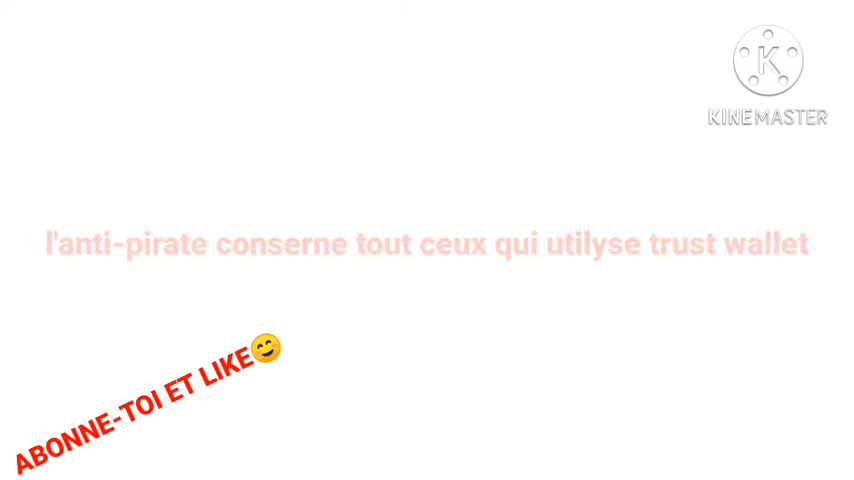 KINEMASTER
l'anti-pirate conserne tout ceux qui utilyse trust wallet
ABONNE-TOI ET LIKE😊